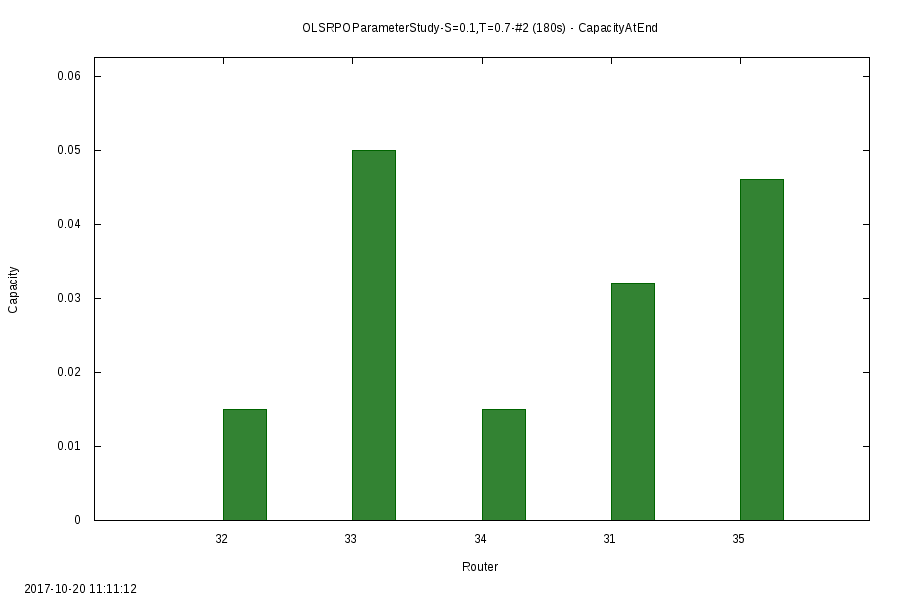 OLSRPOParameterStudy-S=0.1,T=0.7-#2 (180s) - CapacityAtEnd
0.06
0.05
0.04
0.03
0.02
0.01
0
Capacity
32 33 34 31 35
Router
2017-10-20 11:11:12